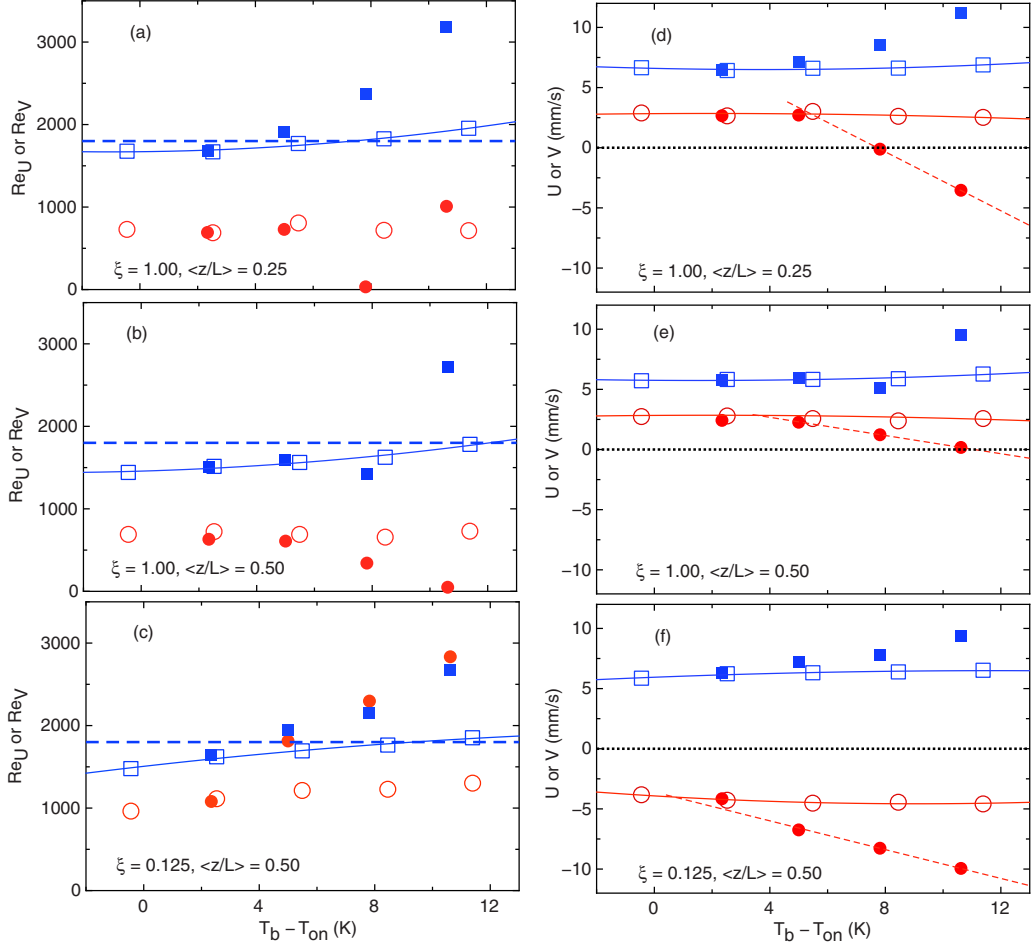 (a)
3000
2000
1000
0
Re_U or Re_V
ξ = 1.00, <z/L> = 0.25
(b)
3000
2000
1000
0
Re_U or Re_V
ξ = 1.00, <z/L> = 0.50
(c)
3000
2000
1000
0
Re_U or Re_V
ξ = 0.125, <z/L> = 0.50
0 4 8 12
T_b – T_on (K)
(d)
10
5
0
−5
−10
U or V (mm/s)
ξ = 1.00, <z/L> = 0.25
(e)
10
5
0
−5
−10
U or V (mm/s)
ξ = 1.00, <z/L> = 0.50
(f)
10
5
0
−5
−10
U or V (mm/s)
ξ = 0.125, <z/L> = 0.50
0 4 8 12
T_b – T_on (K)